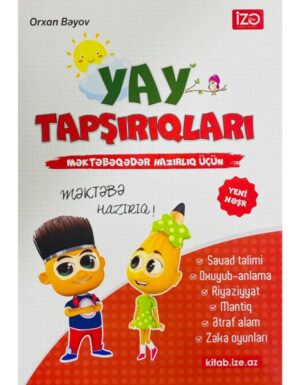 Orxan Bəyov
İZƏ
YAY
TAPŞIRIQLARI
MƏKTƏBƏQƏDƏR HAZIRLIQ ÜÇÜN
MƏKTƏBƏ
HAZIRIQ!
YENİ
NƏŞR
Savad təlimi
Oxuyub-anlama
Riyaziyyat
Məntiq
Ətraf aləm
Zəka oyunları
kitab.ize.az